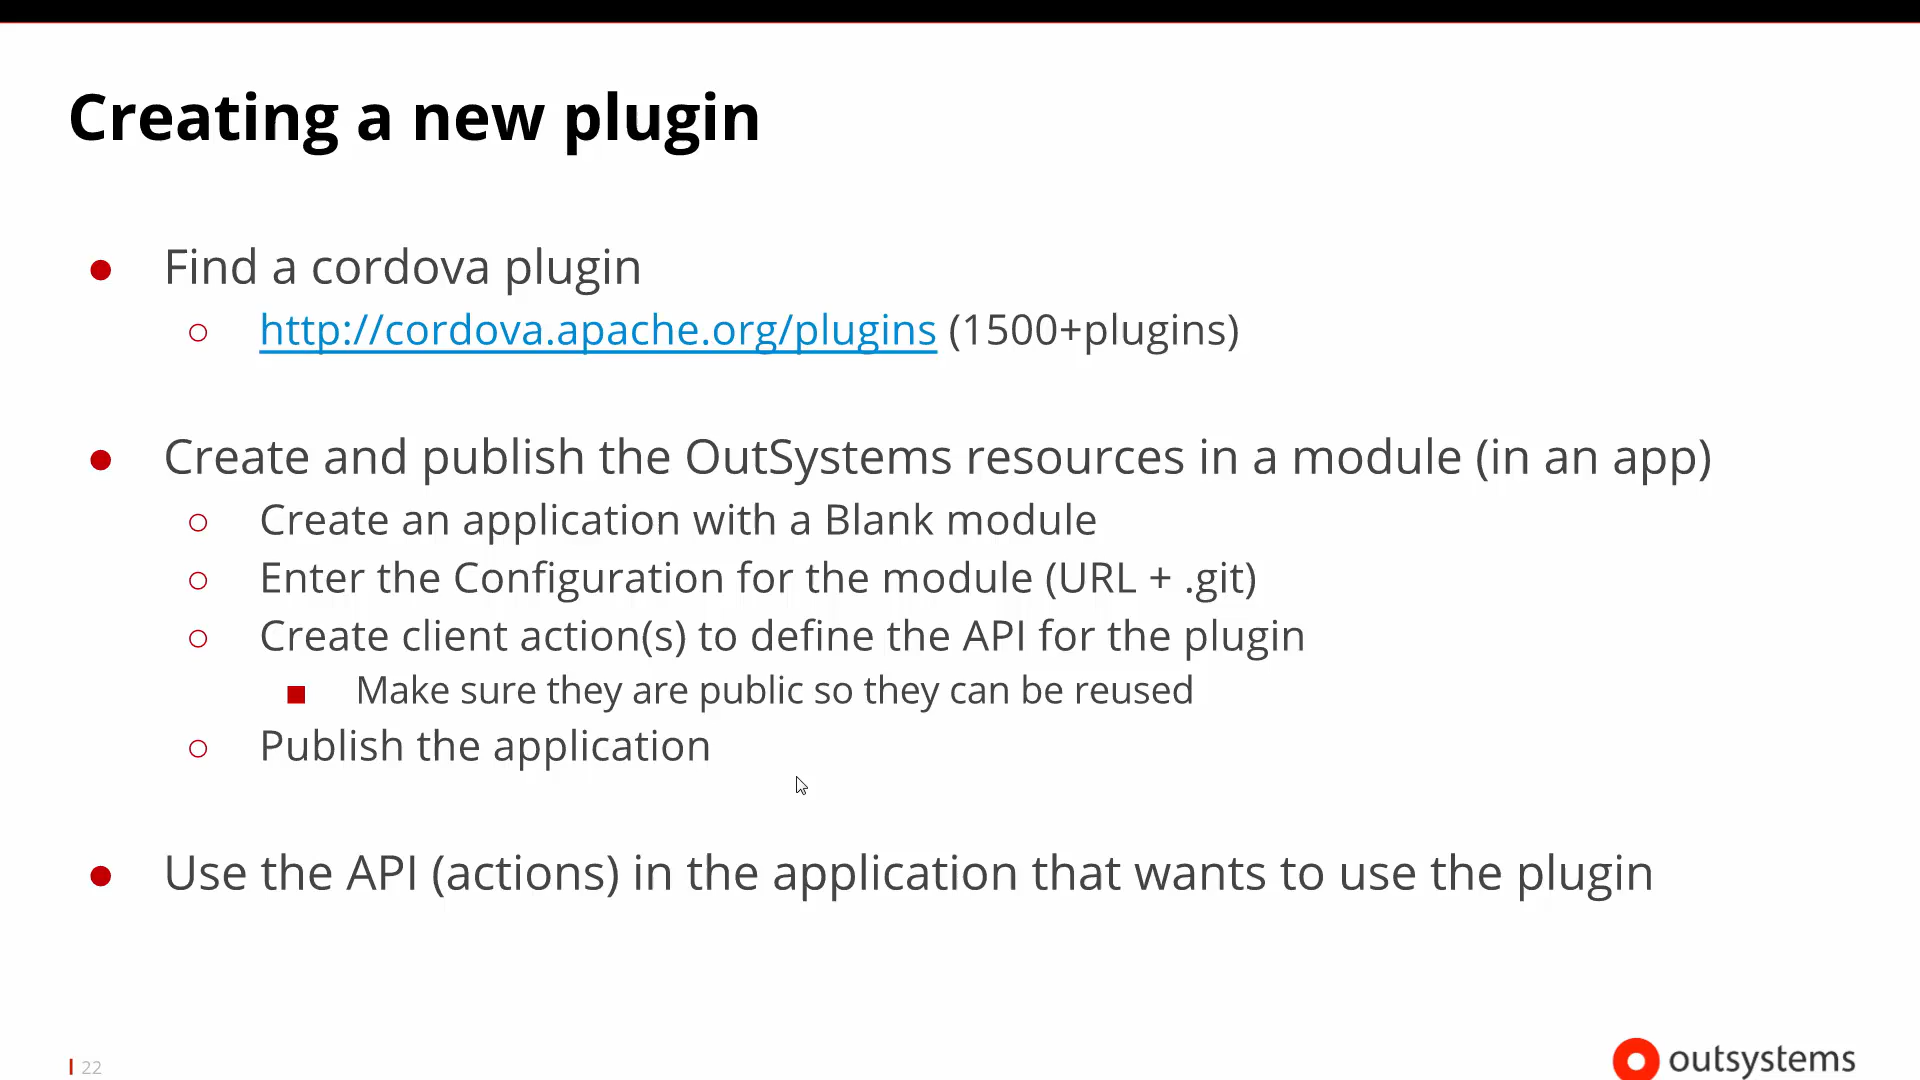 Creating a new plugin
● Find a cordova plugin
○ http://cordova.apache.org/plugins (1500+plugins)
● Create and publish the OutSystems resources in a module (in an app)
○ Create an application with a Blank module
○ Enter the Configuration for the module (URL + .git)
○ Create client action(s) to define the API for the plugin
■ Make sure they are public so they can be reused
○ Publish the application
● Use the API (actions) in the application that wants to use the plugin
22
outsystems